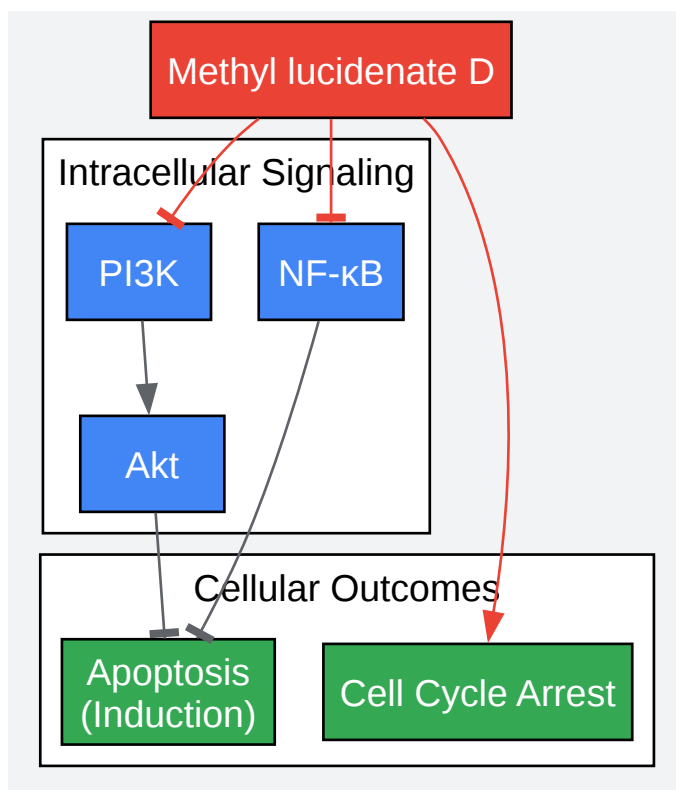 Methyl lucidenate D
Intracellular Signaling
PI3K
NF-κB
Akt
Cellular Outcomes
Apoptosis
(Induction)
Cell Cycle Arrest